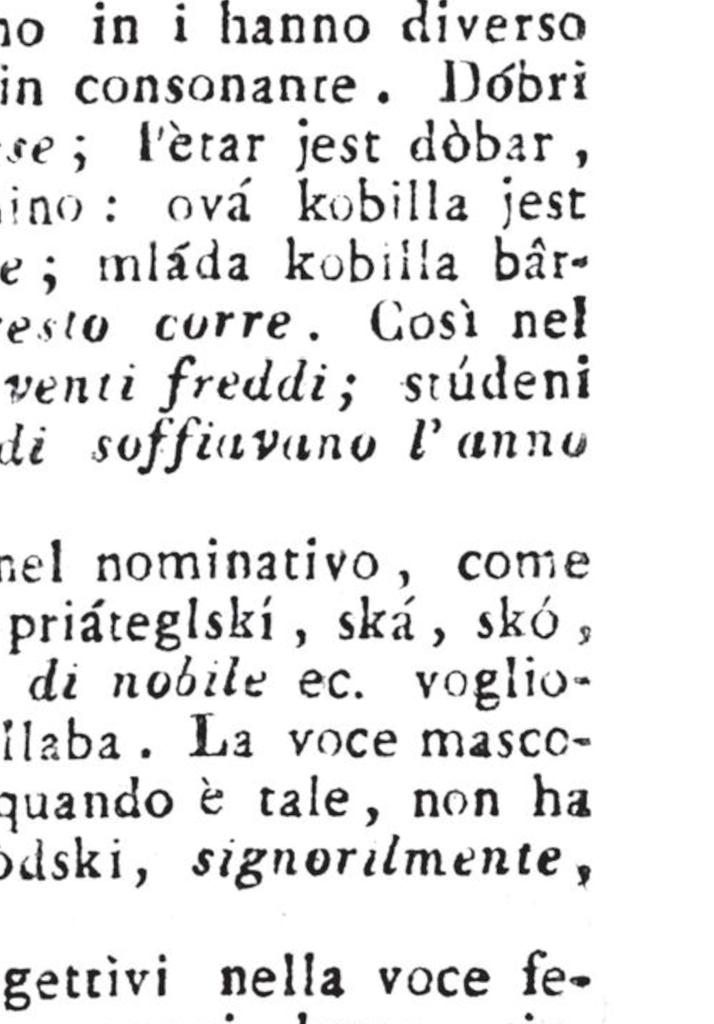 no in i hanno diverso
in consonante. Dóbri
se; l'ètar jest dòbar,
ino: ová kobilla jest
e; mláda kobilla bâr-
esto corre. Così nel
venti freddi; stúdeni
di soffiavano l'anno
nel nominativo, come
priáteglskí, ská, skó,
di nobile ec. voglio-
llaba. La voce masco-
quando è tale, non ha
òdski, signorilmente,
gettìvi nella voce fe-